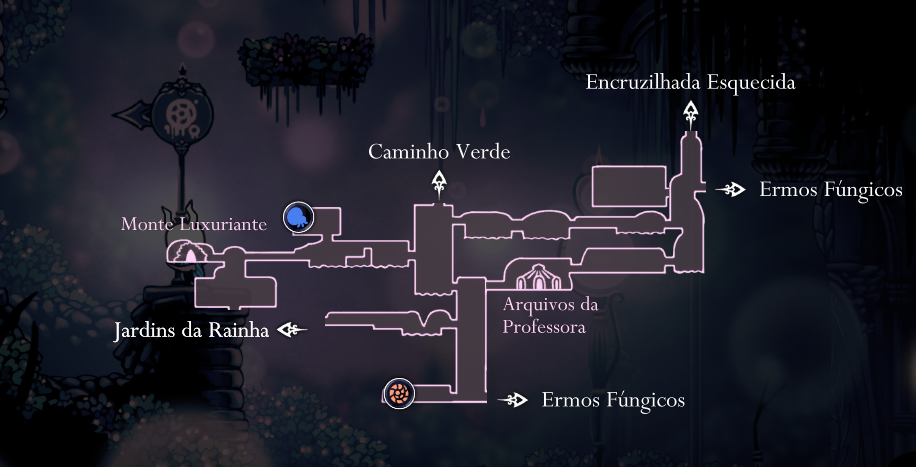 Encruzilhada Esquecida
Caminho Verde
Ermos Fúngicos
Monte Luxuriante
Arquivos da
Professora
Jardins da Rainha
Ermos Fúngicos